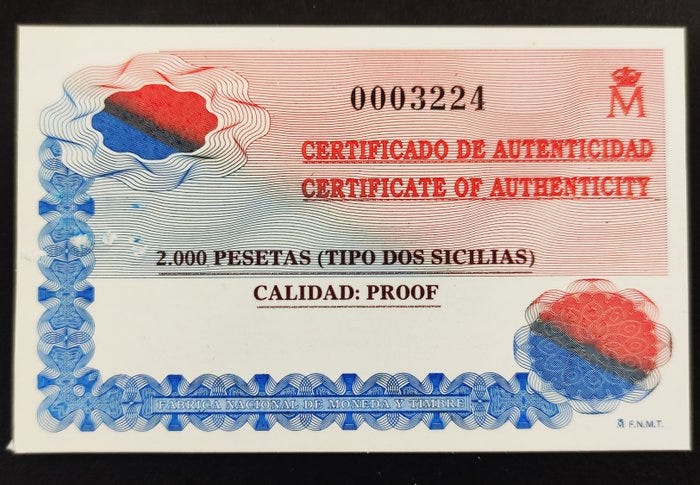 0003224
M
CERTIFICADO DE AUTENTICIDAD
CERTIFICATE OF AUTHENTICITY
2.000 PESETAS (TIPO DOS SICILIAS)
CALIDAD: PROOF
FABRICA NACIONAL DE MONEDA Y TIMBRE
M F.N.M.T.